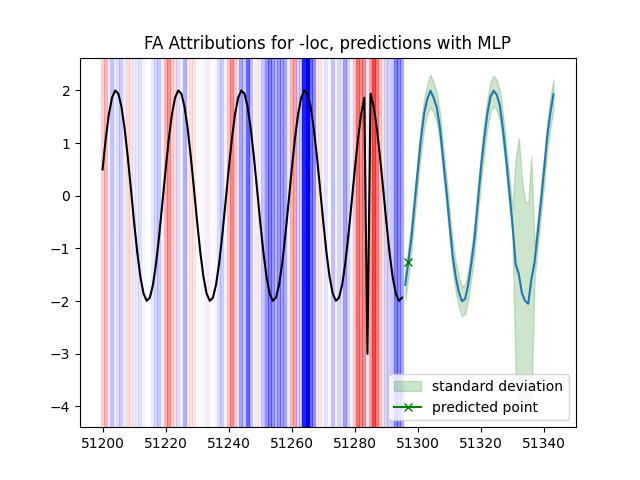 FA Attributions for -loc, predictions with MLP
2
1
0
−1
−2
−3
−4
standard deviation
predicted point
51200 51220 51240 51260 51280 51300 51320 51340